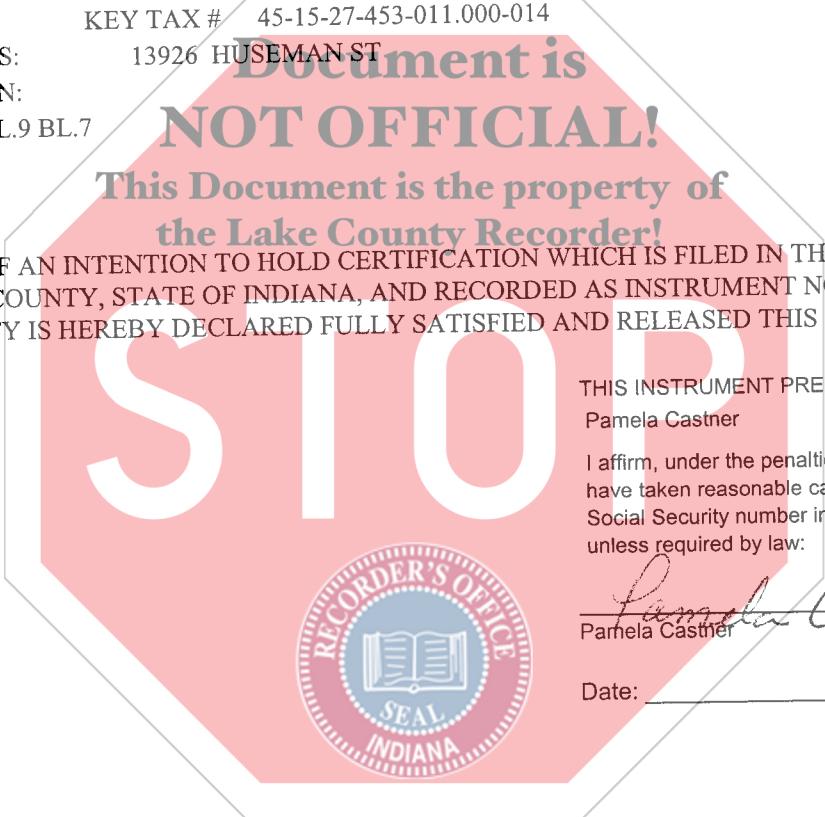 KEY TAX # 45-15-27-453-011.000-014
S: 13926 HUSEMAN ST
N:
L.9 BL.7
Document is
NOT OFFICIAL!
This Document is the property of
the Lake County Recorder!
F AN INTENTION TO HOLD CERTIFICATION WHICH IS FILED IN TH
COUNTY, STATE OF INDIANA, AND RECORDED AS INSTRUMENT NO
TY IS HEREBY DECLARED FULLY SATISFIED AND RELEASED THIS
STOP
THIS INSTRUMENT PRE
Pamela Castner
I affirm, under the penalti
have taken reasonable ca
Social Security number in
unless required by law:
Pamela C
Pamela Castner
Date:
RECORDER'S OFFICE
SEAL
INDIANA